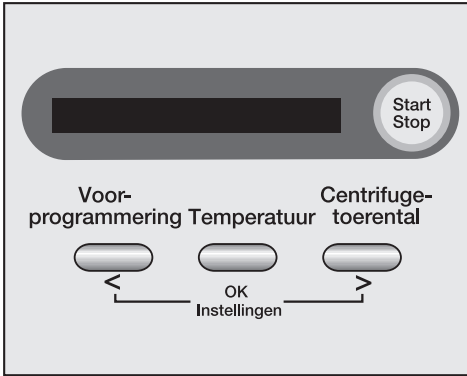 Start
Stop
Voor-
programmering
Temperatuur
Centrifuge-
toerental
<
OK
>
Instellingen